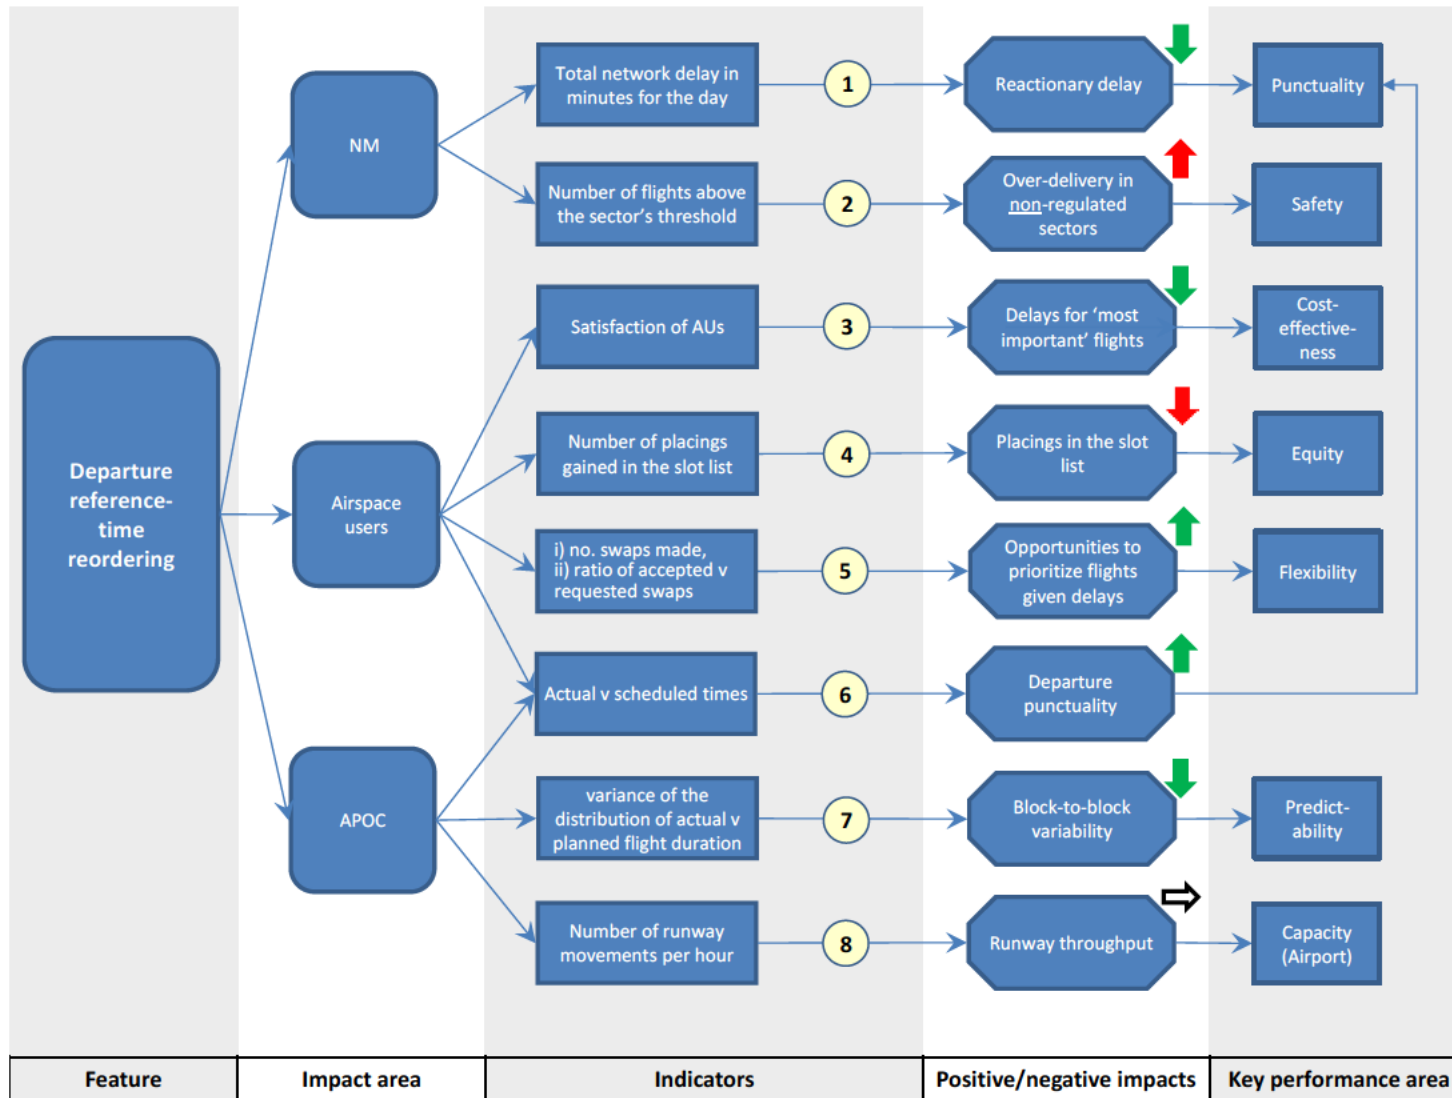 Departure
reference-
time
reordering
NM
Airspace
users
APOC
Total network delay in
minutes for the day
1
Reactionary delay
Punctuality
Number of flights above
the sector’s threshold
2
Over-delivery in
non-regulated
sectors
Safety
Satisfaction of AUs
3
Delays for ‘most
important’ flights
Cost-
effective-
ness
Number of placings
gained in the slot list
4
Placings in the slot
list
Equity
i) no. swaps made,
ii) ratio of accepted v
requested swaps
5
Opportunities to
prioritize flights
given delays
Flexibility
Actual v scheduled times
6
Departure
punctuality
variance of the
distribution of actual v
planned flight duration
7
Block-to-block
variability
Predict-
ability
Number of runway
movements per hour
8
Runway throughput
Capacity
(Airport)
Feature
Impact area
Indicators
Positive/negative impacts
Key performance area